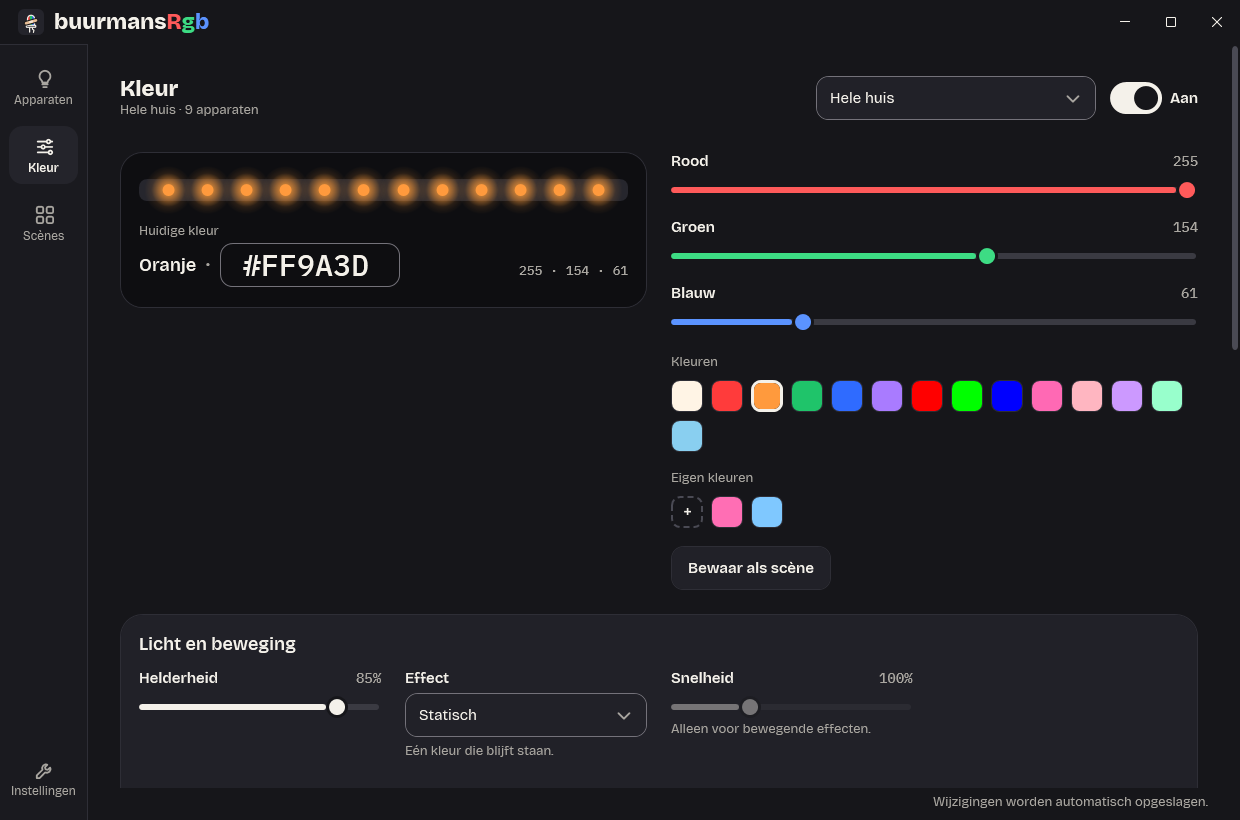 buurmansRgb
Apparaten
Kleur
Scènes
Instellingen
Kleur
Hele huis · 9 apparaten
Hele huis
Aan
Huidige kleur
Oranje · #FF9A3D
255 · 154 · 61
Rood 255
Groen 154
Blauw 61
Kleuren
Eigen kleuren
+
Bewaar als scène
Licht en beweging
Helderheid 85%
Effect
Statisch
Eén kleur die blijft staan.
Snelheid 100%
Alleen voor bewegende effecten.
Wijzigingen worden automatisch opgeslagen.